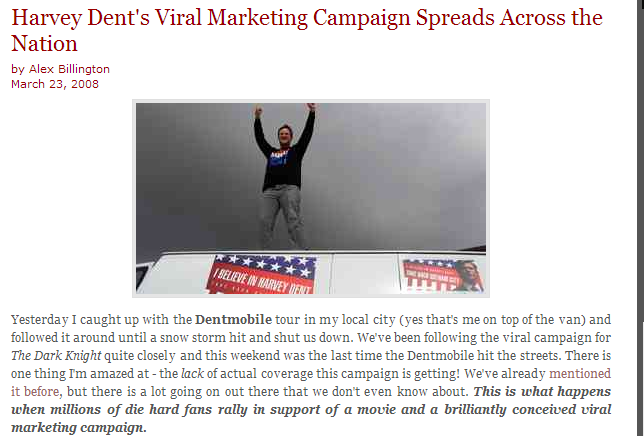 Harvey Dent's Viral Marketing Campaign Spreads Across the
Nation
by Alex Billington
March 23, 2008
I BELIEVE IN HARVEY DENT
TAKE BACK GOTHAM CITY
Yesterday I caught up with the Dentmobile tour in my local city (yes that's me on top of the van) and
followed it around until a snow storm hit and shut us down. We've been following the viral campaign for
The Dark Knight quite closely and this weekend was the last time the Dentmobile hit the streets. There is
one thing I'm amazed at - the lack of actual coverage this campaign is getting! We've already mentioned
it before, but there is a lot going on out there that we don't even know about. This is what happens
when millions of die hard fans rally in support of a movie and a brilliantly conceived viral
marketing campaign.